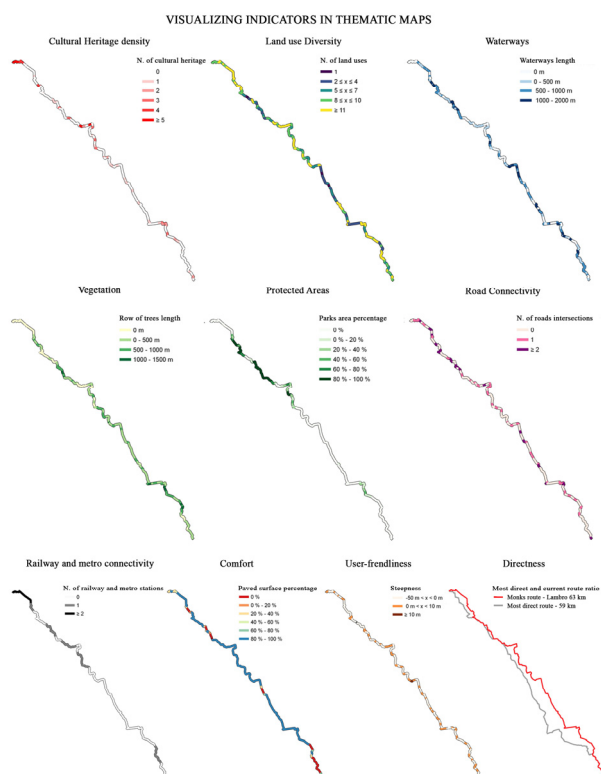 VISUALIZING INDICATORS IN THEMATIC MAPS
Cultural Heritage density
N. of cultural heritage
0
1
2
3
4
≥ 5
Land use Diversity
N. of land uses
1
2 ≤ x ≤ 4
5 ≤ x ≤ 7
8 ≤ x ≤ 10
≥ 11
Waterways
Waterways length
0 m
0 - 500 m
500 - 1000 m
1000 - 2000 m
Vegetation
Row of trees length
0 m
0 - 500 m
500 - 1000 m
1000 - 1500 m
Protected Areas
Parks area percentage
0 %
0 % - 20 %
20 % - 40 %
40 % - 60 %
60 % - 80 %
80 % - 100 %
Road Connectivity
N. of roads intersections
0
1
≥ 2
Railway and metro connectivity
N. of railway and metro stations
0
1
≥ 2
Comfort
Paved surface percentage
0 %
0 % - 20 %
20 % - 40 %
40 % - 60 %
60 % - 80 %
80 % - 100 %
User-frendliness
Steepness
-50 m < x < 0 m
0 m < x < 10 m
≥ 10 m
Directness
Most direct and current route ratio
Monks route - Lambro 63 km
Most direct route - 59 km